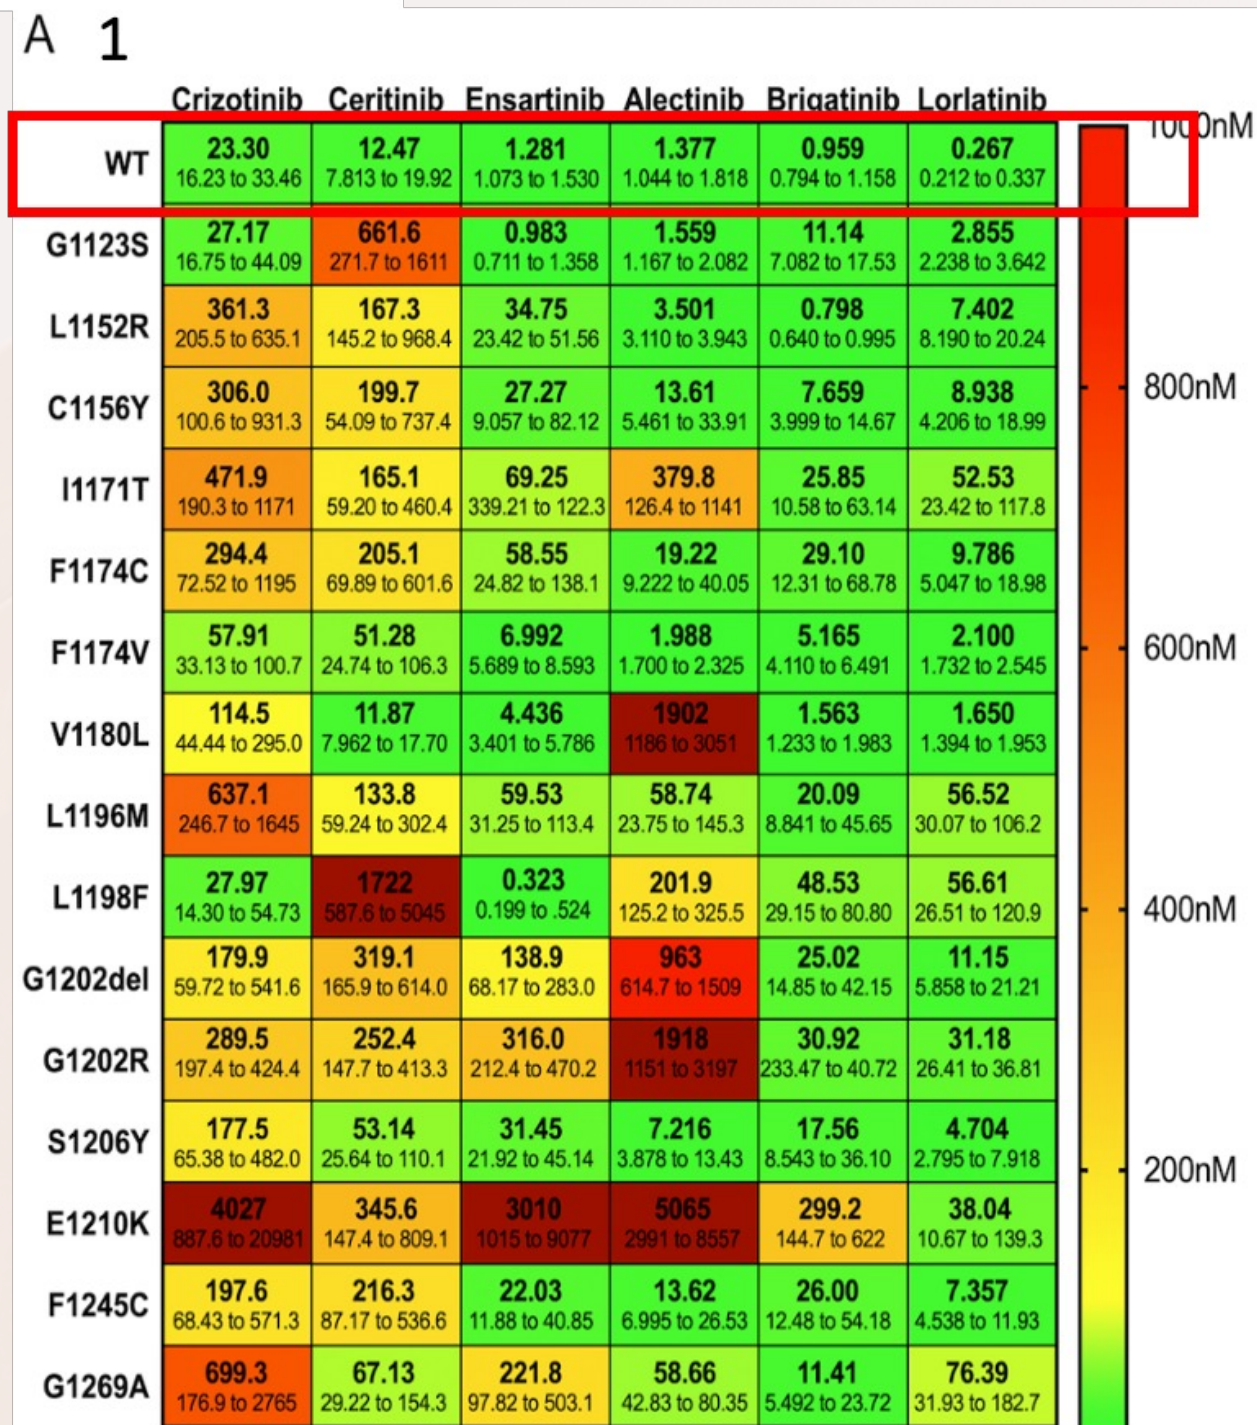 A 1
Crizotinib Ceritinib Ensartinib Alectinib Brigatinib Lorlatinib
WT 23.30 12.47 1.281 1.377 0.959 0.267 1000nM
16.23 to 33.46 7.813 to 19.92 1.073 to 1.530 1.044 to 1.818 0.794 to 1.158 0.212 to 0.337
G1123S 27.17 661.6 0.983 1.559 11.14 2.855
16.75 to 44.09 271.7 to 1611 0.711 to 1.358 1.167 to 2.082 7.082 to 17.53 2.238 to 3.642
L1152R 361.3 167.3 34.75 3.501 0.798 7.402
205.5 to 635.1 145.2 to 968.4 23.42 to 51.56 3.110 to 3.943 0.640 to 0.995 8.190 to 20.24
C1156Y 306.0 199.7 27.27 13.61 7.659 8.938 800nM
100.6 to 931.3 54.09 to 737.4 9.057 to 82.12 5.461 to 33.91 3.999 to 14.67 4.206 to 18.99
I1171T 471.9 165.1 69.25 379.8 25.85 52.53
190.3 to 1171 59.20 to 460.4 339.21 to 122.3 126.4 to 1141 10.58 to 63.14 23.42 to 117.8
F1174C 294.4 205.1 58.55 19.22 29.10 9.786
72.52 to 1195 69.89 to 601.6 24.82 to 138.1 9.222 to 40.05 12.31 to 68.78 5.047 to 18.98
F1174V 57.91 51.28 6.992 1.988 5.165 2.100 600nM
33.13 to 100.7 24.74 to 106.3 5.689 to 8.593 1.700 to 2.325 4.110 to 6.491 1.732 to 2.545
V1180L 114.5 11.87 4.436 1902 1.563 1.650
44.44 to 295.0 7.962 to 17.70 3.401 to 5.786 1186 to 3051 1.233 to 1.983 1.394 to 1.953
L1196M 637.1 133.8 59.53 58.74 20.09 56.52
246.7 to 1645 59.24 to 302.4 31.25 to 113.4 23.75 to 145.3 8.841 to 45.65 30.07 to 106.2
L1198F 27.97 1722 0.323 201.9 48.53 56.61 400nM
14.30 to 54.73 587.6 to 5045 0.199 to .524 125.2 to 325.5 29.15 to 80.80 26.51 to 120.9
G1202del 179.9 319.1 138.9 963 25.02 11.15
59.72 to 541.6 165.9 to 614.0 68.17 to 283.0 614.7 to 1509 14.85 to 42.15 5.858 to 21.21
G1202R 289.5 252.4 316.0 1918 30.92 31.18
197.4 to 424.4 147.7 to 413.3 212.4 to 470.2 1151 to 3197 233.47 to 40.72 26.41 to 36.81
S1206Y 177.5 53.14 31.45 7.216 17.56 4.704 200nM
65.38 to 482.0 25.64 to 110.1 21.92 to 45.14 3.878 to 13.43 8.543 to 36.10 2.795 to 7.918
E1210K 4027 345.6 3010 5065 299.2 38.04
887.6 to 20981 147.4 to 809.1 1015 to 9077 2991 to 8557 144.7 to 622 10.67 to 139.3
F1245C 197.6 216.3 22.03 13.62 26.00 7.357
68.43 to 571.3 87.17 to 536.6 11.88 to 40.85 6.995 to 26.53 12.48 to 54.18 4.538 to 11.93
G1269A 699.3 67.13 221.8 58.66 11.41 76.39
176.9 to 2765 29.22 to 154.3 97.82 to 503.1 42.83 to 80.35 5.492 to 23.72 31.93 to 182.7